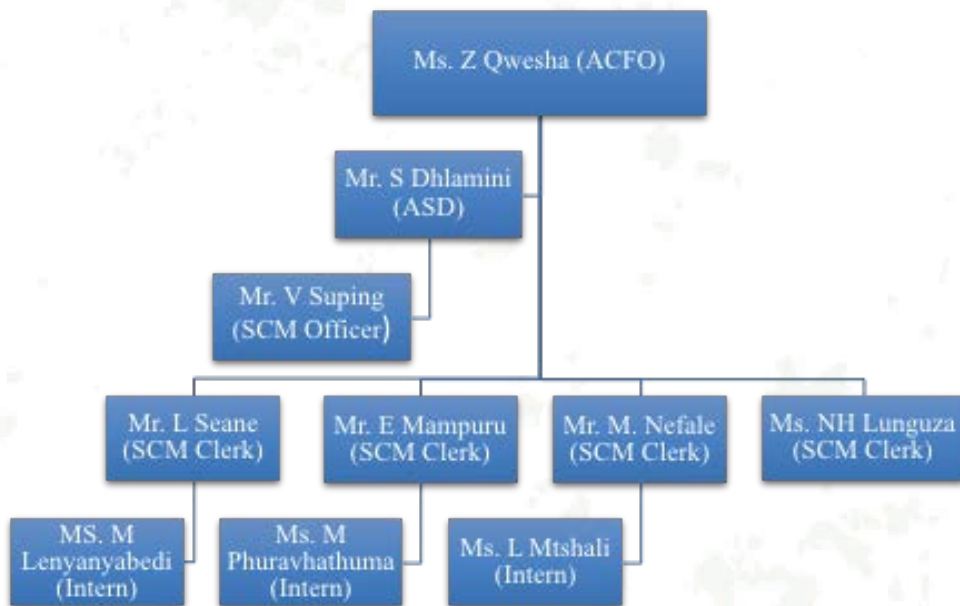 Ms. Z Qwesha (ACFO)
Mr. S Dhlamini
(ASD)
Mr. V Suping
(SCM Officer)
Mr. L Seane
(SCM Clerk)
Mr. E Mampuru
(SCM Clerk)
Mr. M. Nefale
(SCM Clerk)
Ms. NH Lunguza
(SCM Clerk)
MS. M
Lenyanyabedi
(Intern)
Ms. M
Phuravhathuma
(Intern)
Ms. L Mtshali
(Intern)